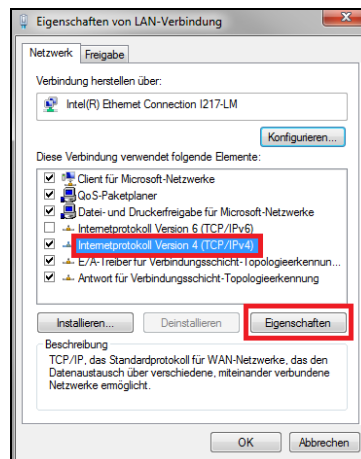 Eigenschaften von LAN-Verbindung
Netzwerk Freigabe
Verbindung herstellen über:
Intel(R) Ethernet Connection I217-LM
Konfigurieren...
Diese Verbindung verwendet folgende Elemente:
Client für Microsoft-Netzwerke
QoS-Paketplaner
Datei- und Druckerfreigabe für Microsoft-Netzwerke
Internetprotokoll Version 6 (TCP/IPv6)
Internetprotokoll Version 4 (TCP/IPv4)
E/A-Treiber für Verbindungsschicht-Topologieerkennun...
Antwort für Verbindungsschicht-Topologieerkennung
Installieren... Deinstallieren Eigenschaften
Beschreibung
TCP/IP, das Standardprotokoll für WAN-Netzwerke, das den
Datenaustausch über verschiedene, miteinander verbundene
Netzwerke ermöglicht.
OK Abbrechen